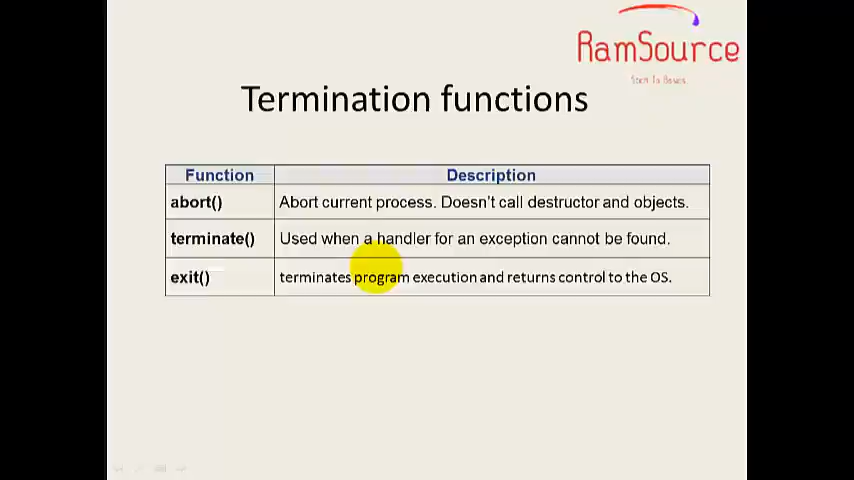 RamSource
Termination functions
Function Description
abort() Abort current process. Doesn't call destructor and objects.
terminate() Used when a handler for an exception cannot be found.
exit() terminates program execution and returns control to the OS.